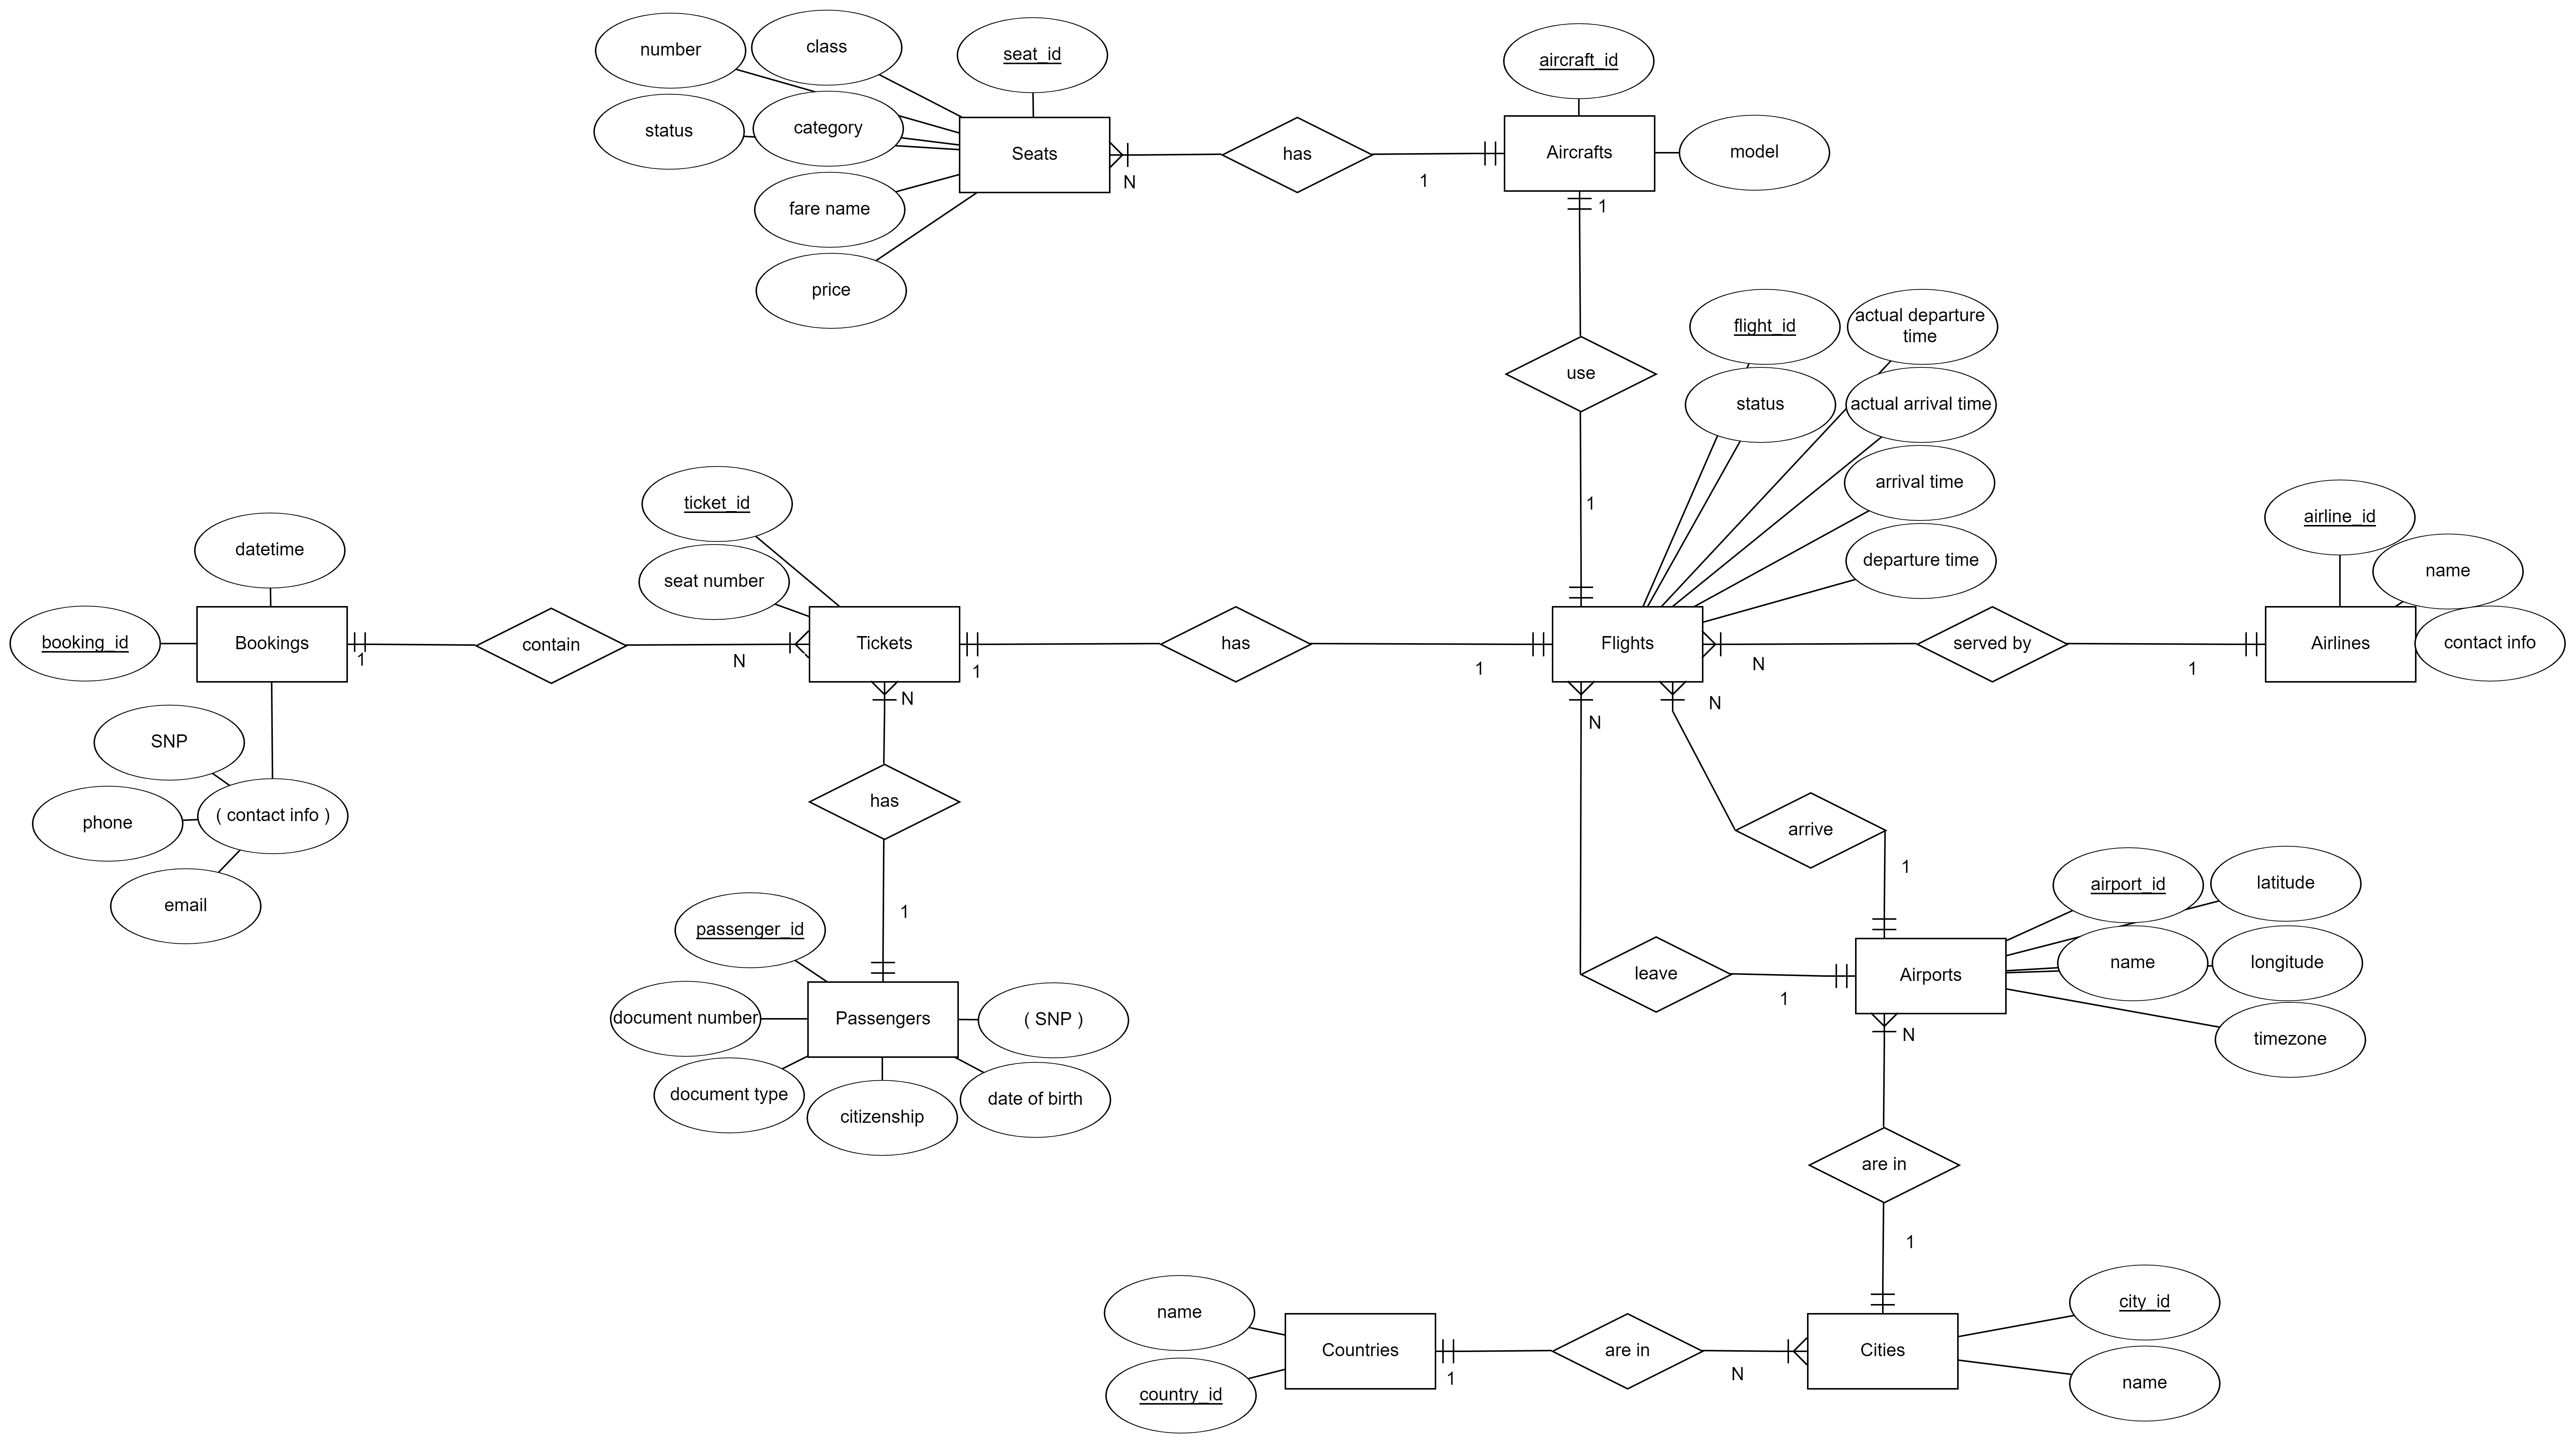 number
class
seat_id
aircraft_id
status
category
Seats
has
Aircrafts
model
N
1
fare name
1
price
flight_id
actual departure
time
use
status
actual arrival time
arrival time
1
ticket_id
airline_id
datetime
seat number
departure time
name
booking_id
Bookings
contain
Tickets
has
Flights
served by
Airlines
contact info
1
N
1
1
N
1
N
N
N
SNP
phone
( contact info )
has
arrive
email
1
1
passenger_id
airport_id
latitude
document number
Passengers
( SNP )
leave
Airports
name
longitude
1
N
timezone
document type
citizenship
date of birth
are in
1
name
city_id
Countries
are in
Cities
1
N
country_id
name